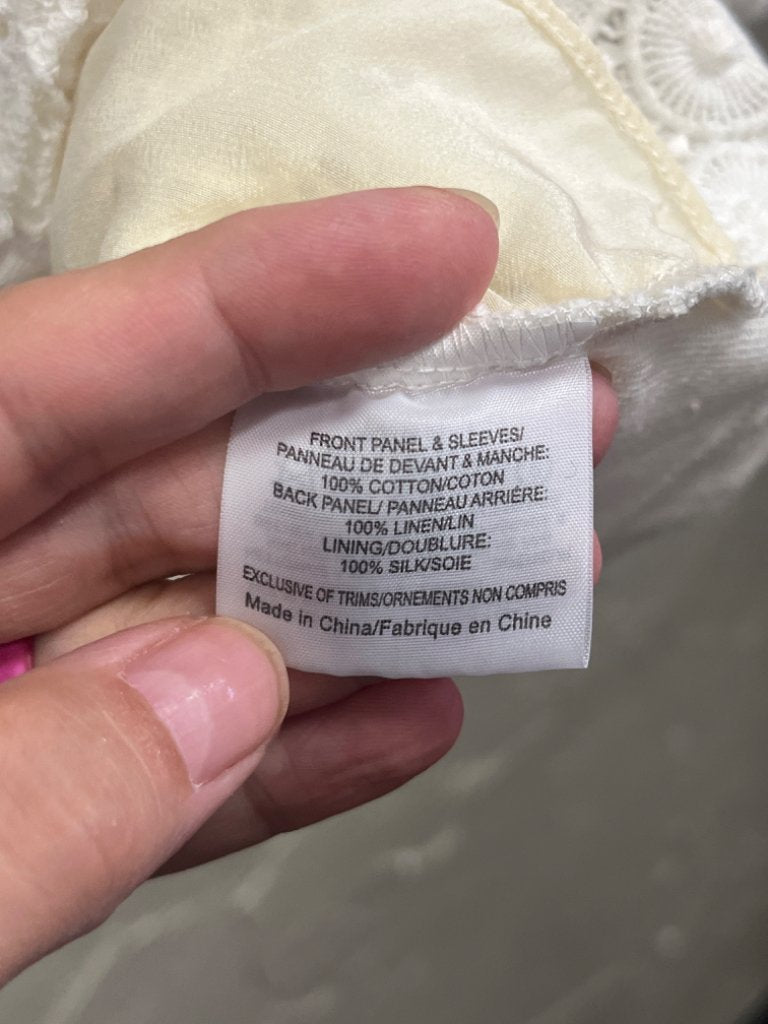 FRONT PANEL & SLEEVES/
PANNEAU DE DEVANT & MANCHE:
100% COTTON/COTON
BACK PANEL/ PANNEAU ARRIÉRE:
100% LINEN/LIN
LINING/DOUBLURE:
100% SILK/SOIE
EXCLUSIVE OF TRIMS/ORNEMENTS NON COMPRIS
Made in China/Fabrique en Chine